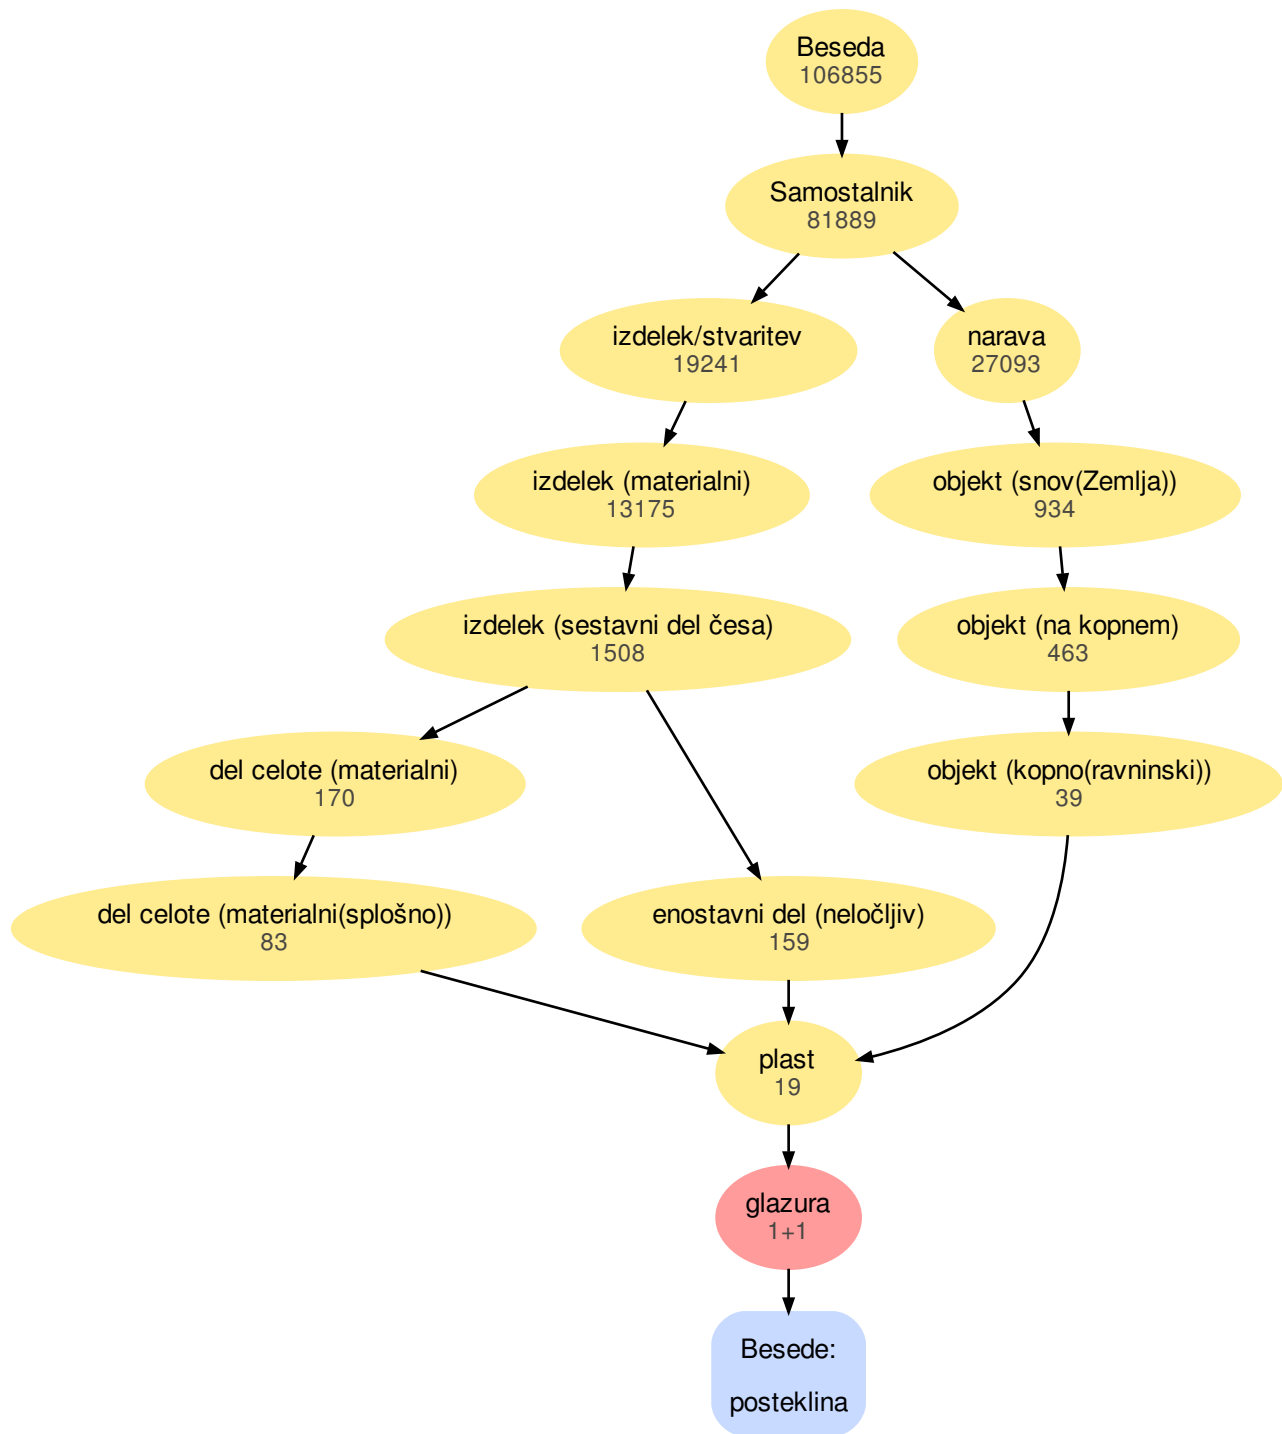 Beseda
106855
Samostalnik
81889
izdelek/stvaritev
19241
narava
27093
izdelek (materialni)
13175
objekt (snov(Zemlja))
934
izdelek (sestavni del česa)
1508
objekt (na kopnem)
463
del celote (materialni)
170
objekt (kopno(ravninski))
39
del celote (materialni(splošno))
83
enostavni del (neločljiv)
159
plast
19
glazura
1+1
Besede:
posteklina